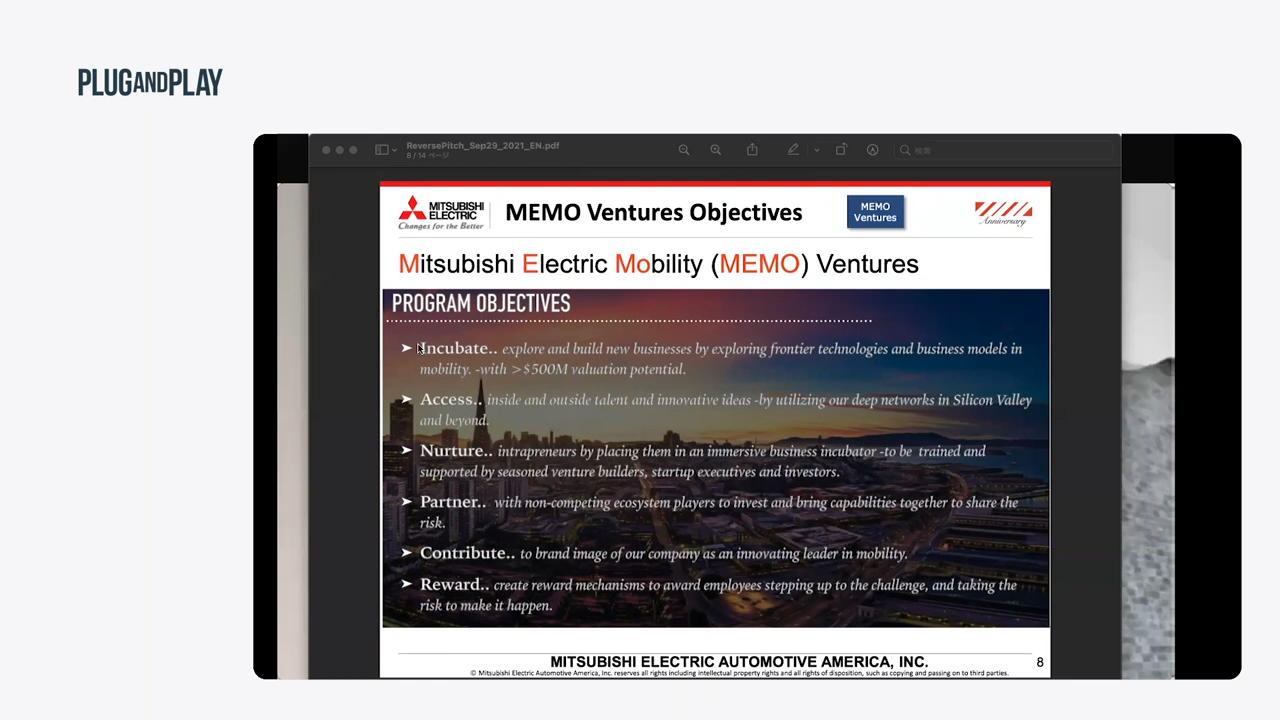 PLUGANDPLAY
ReversePitch_Sep29_2021_EN.pdf
8 / 14 ページ
検索
MITSUBISHI
ELECTRIC
Changes for the Better
MEMO Ventures Objectives
MEMO
Ventures
Anniversary
Mitsubishi Electric Mobility (MEMO) Ventures
PROGRAM OBJECTIVES
➤ Incubate.. explore and build new businesses by exploring frontier technologies and business models in
mobility. -with >$500M valuation potential.
➤ Access.. inside and outside talent and innovative ideas -by utilizing our deep networks in Silicon Valley
and beyond.
➤ Nurture.. intrapreneurs by placing them in an immersive business incubator -to be trained and
supported by seasoned venture builders, startup executives and investors.
➤ Partner.. with non-competing ecosystem players to invest and bring capabilities together to share the
risk.
➤ Contribute.. to brand image of our company as an innovating leader in mobility.
➤ Reward.. create reward mechanisms to award employees stepping up to the challenge, and taking the
risk to make it happen.
MITSUBISHI ELECTRIC AUTOMOTIVE AMERICA, INC.
8
© Mitsubishi Electric Automotive America, Inc. reserves all rights including intellectual property rights and all rights of disposition, such as copying and passing on to third parties.